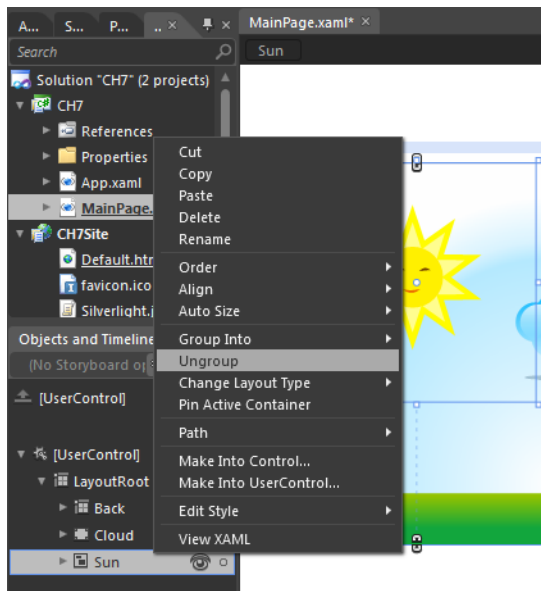 A... S... P... ..
MainPage.xaml*
Search
Sun
Solution "CH7" (2 projects)
CH7
References
Properties
App.xaml
MainPage.
CH7Site
Default.htr
favicon.ico
Silverlight.j
Objects and Timeline
(No Storyboard op
[UserControl]
[UserControl]
LayoutRoot
Back
Cloud
Sun
Cut
Copy
Paste
Delete
Rename
Order
Align
Auto Size
Group Into
Ungroup
Change Layout Type
Pin Active Container
Path
Make Into Control...
Make Into UserControl...
Edit Style
View XAML